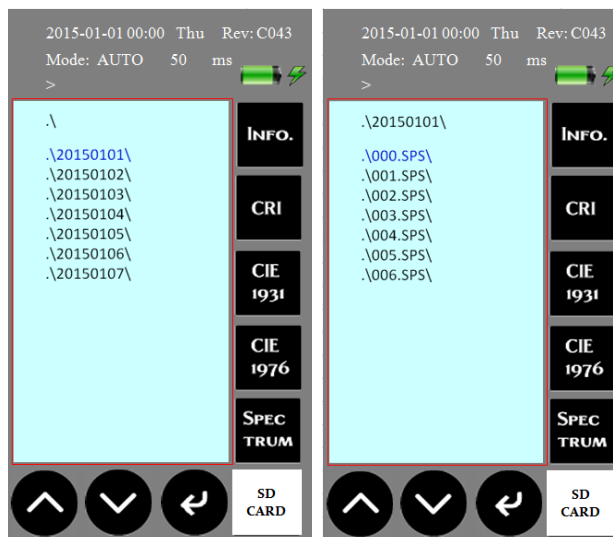 2015-01-01 00:00 Thu Rev: C043
Mode: AUTO 50 ms
>
.\
.\20150101\
.\20150102\
.\20150103\
.\20150104\
.\20150105\
.\20150106\
.\20150107\
INFO.
CRI
CIE
1931
CIE
1976
SPEC
TRUM
SD
CARD
2015-01-01 00:00 Thu Rev: C043
Mode: AUTO 50 ms
>
.\20150101\
.\000.SPS\
.\001.SPS\
.\002.SPS\
.\003.SPS\
.\004.SPS\
.\005.SPS\
.\006.SPS\
INFO.
CRI
CIE
1931
CIE
1976
SPEC
TRUM
SD
CARD